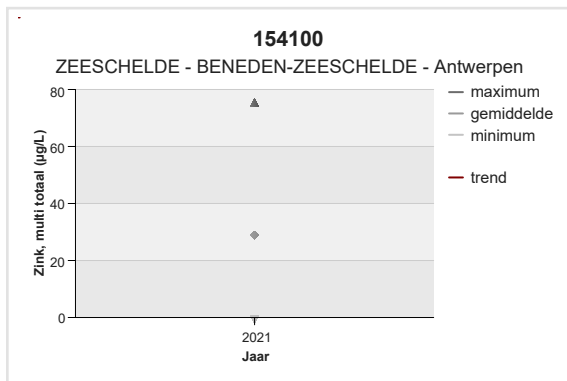 154100
ZEESCHELDE - BENEDEN-ZEESCHELDE - Antwerpen
Zink, multi totaal (µg/L)
80
60
40
20
0
2021
Jaar
maximum
gemiddelde
minimum
trend